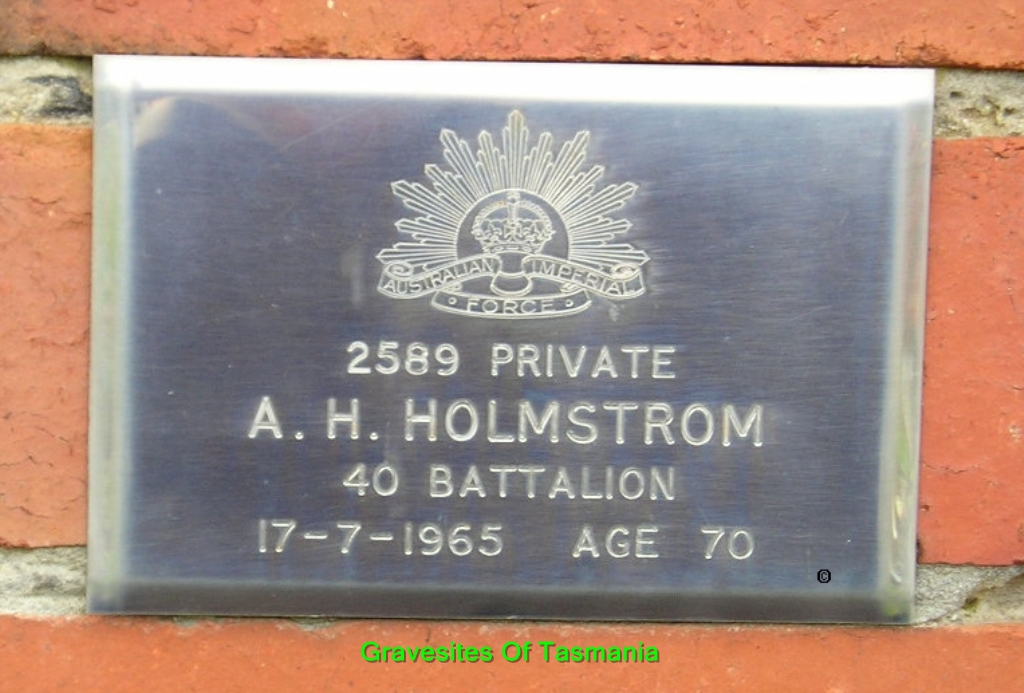 AUSTRALIAN IMPERIAL
FORCE
2589 PRIVATE
A. H. HOLMSTROM
40 BATTALION
17-7-1965 AGE 70
©
Gravesites Of Tasmania